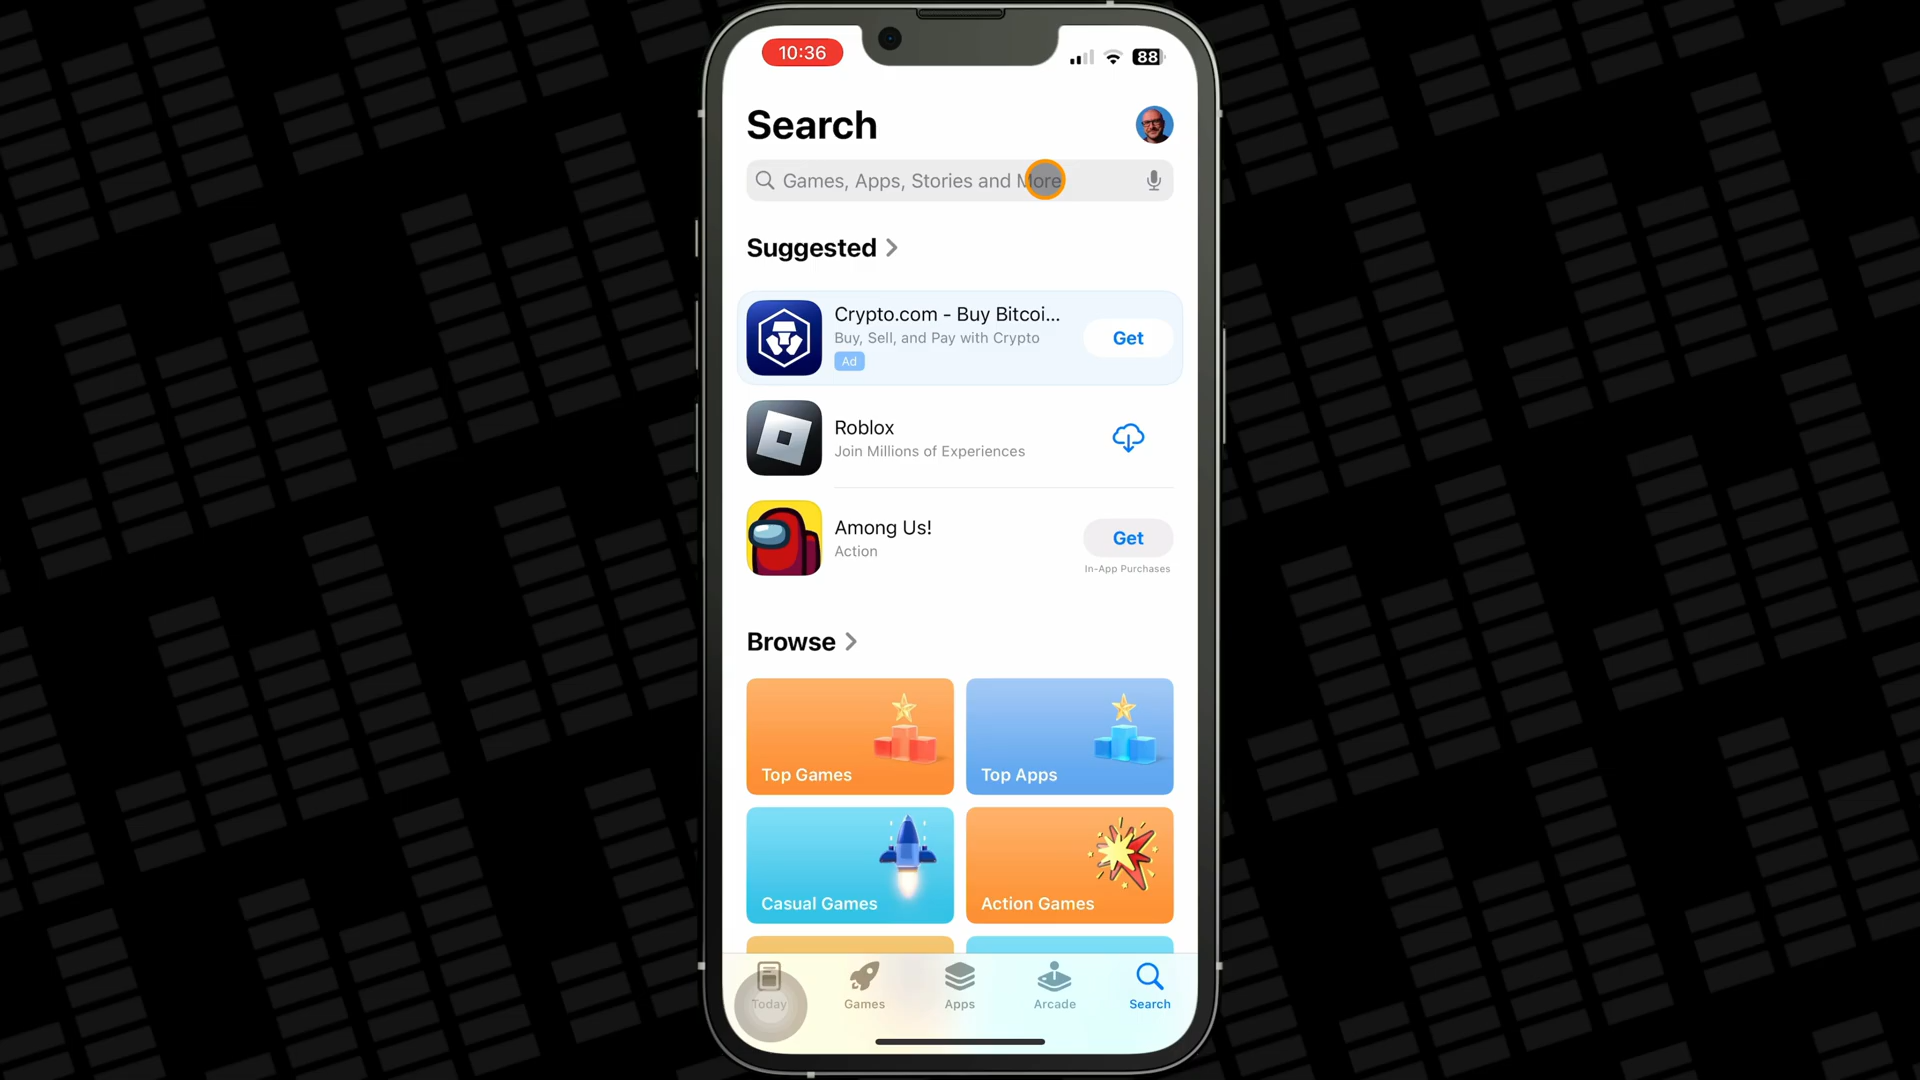 10:36
88
Search
Games, Apps, Stories and More
Suggested
Crypto.com - Buy Bitcoi...
Buy, Sell, and Pay with Crypto
Ad
Get
Roblox
Join Millions of Experiences
Among Us!
Action
Get
In-App Purchases
Browse
Top Games
Top Apps
Casual Games
Action Games
Today
Games
Apps
Arcade
Search